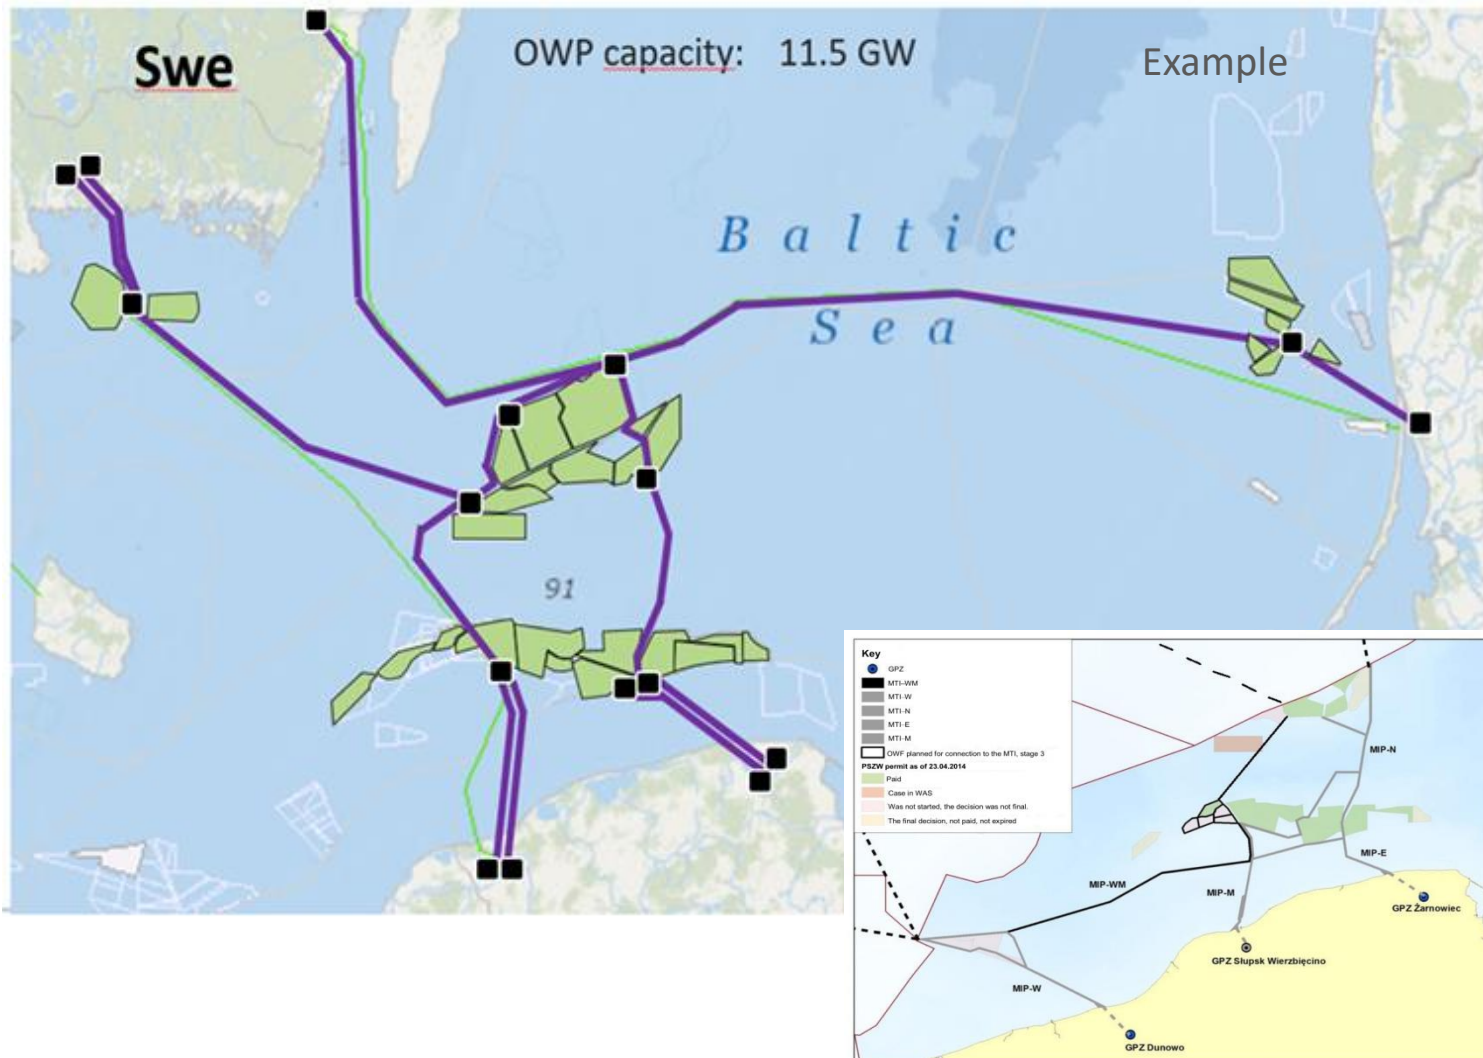 Swe
OWP capacity: 11.5 GW
Example
Baltic
Sea
91
Key
GPZ
MTI-WM
MTI-W
MTI-N
MTI-E
MTI-M
OWF planned for connection to the MTI, stage 3
PSZW permit as of 23.04.2014
Paid
Case in WAS
Was not started, the decision was not final.
The final decision, not paid, not expired
MIP-N
MIP-E
MIP-WM
MIP-M
GPZ Żarnowiec
GPZ Słupsk Wierzbięcino
MIP-W
GPZ Dunowo